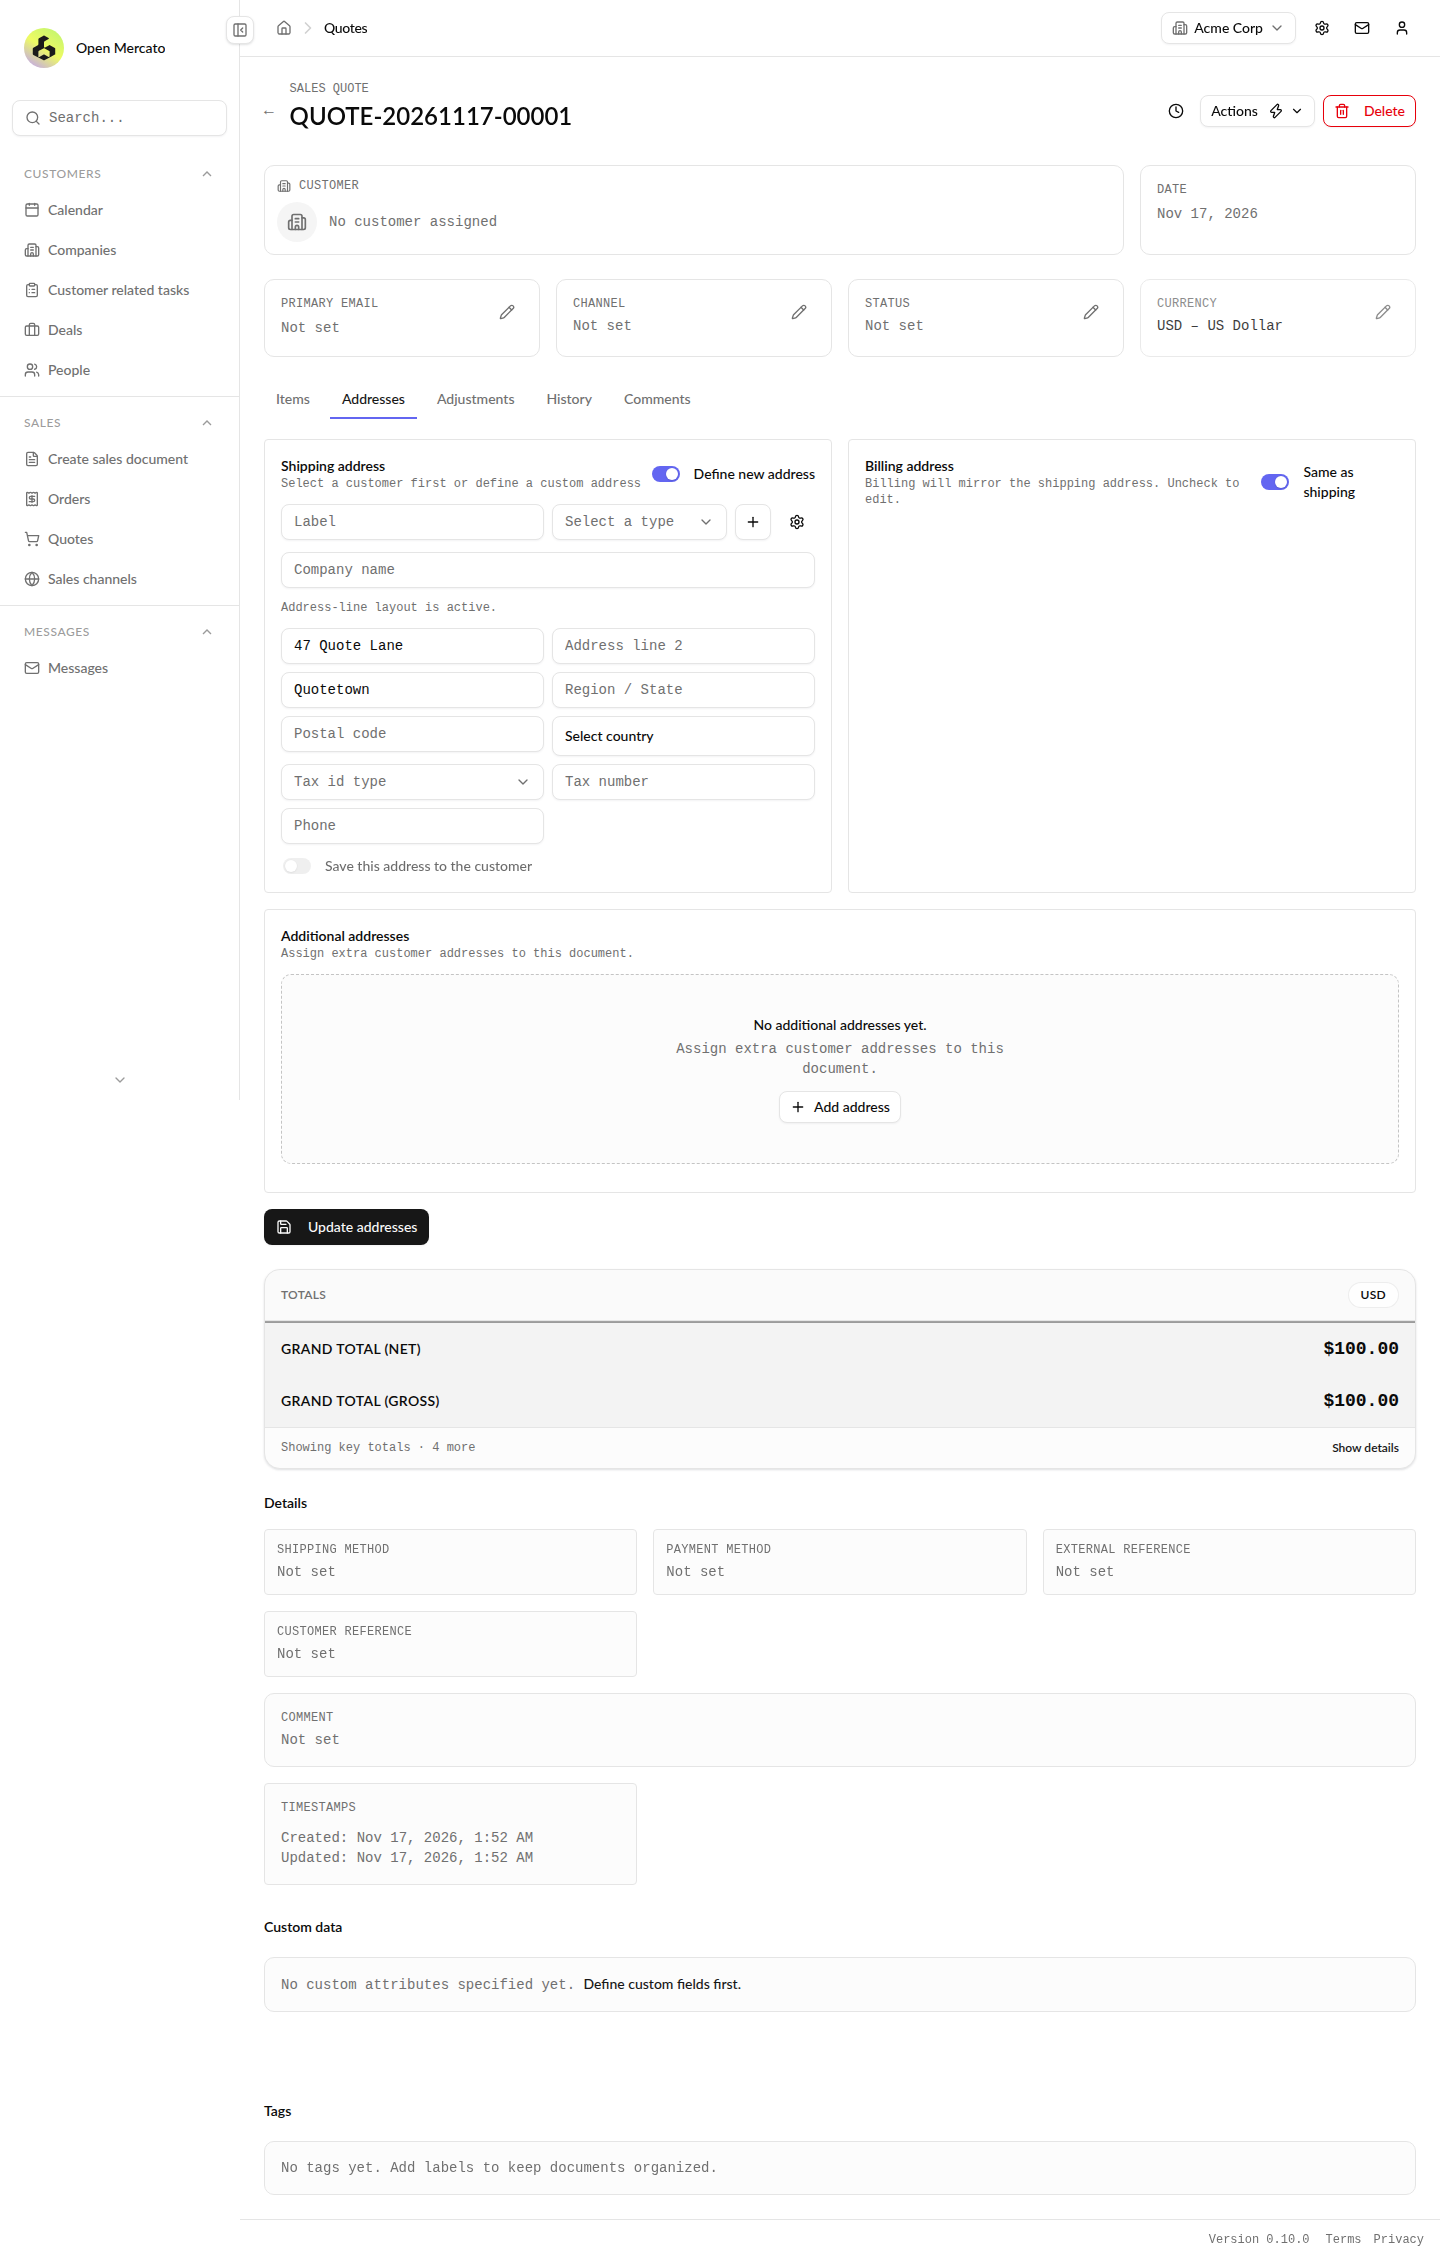 Open Mercato
Search...
CUSTOMERS
Calendar
Companies
Customer related tasks
Deals
People
SALES
Create sales document
Orders
Quotes
Sales channels
MESSAGES
Messages
Quotes
Acme Corp
SALES QUOTE
← QUOTE-20261117-00001
Actions
Delete
CUSTOMER
No customer assigned
DATE
Nov 17, 2026
PRIMARY EMAIL
Not set
CHANNEL
Not set
STATUS
Not set
CURRENCY
USD – US Dollar
Items
Addresses
Adjustments
History
Comments
Shipping address
Select a customer first or define a custom address
Define new address
Label
Select a type
Company name
Address-line layout is active.
47 Quote Lane
Address line 2
Quotetown
Region / State
Postal code
Select country
Tax id type
Tax number
Phone
Save this address to the customer
Billing address
Billing will mirror the shipping address. Uncheck to
edit.
Same as
shipping
Additional addresses
Assign extra customer addresses to this document.
No additional addresses yet.
Assign extra customer addresses to this
document.
Add address
Update addresses
TOTALS
USD
GRAND TOTAL (NET)
$100.00
GRAND TOTAL (GROSS)
$100.00
Showing key totals · 4 more
Show details
Details
SHIPPING METHOD
Not set
PAYMENT METHOD
Not set
EXTERNAL REFERENCE
Not set
CUSTOMER REFERENCE
Not set
COMMENT
Not set
TIMESTAMPS
Created: Nov 17, 2026, 1:52 AM
Updated: Nov 17, 2026, 1:52 AM
Custom data
No custom attributes specified yet. Define custom fields first.
Tags
No tags yet. Add labels to keep documents organized.
Version 0.10.0
Terms
Privacy